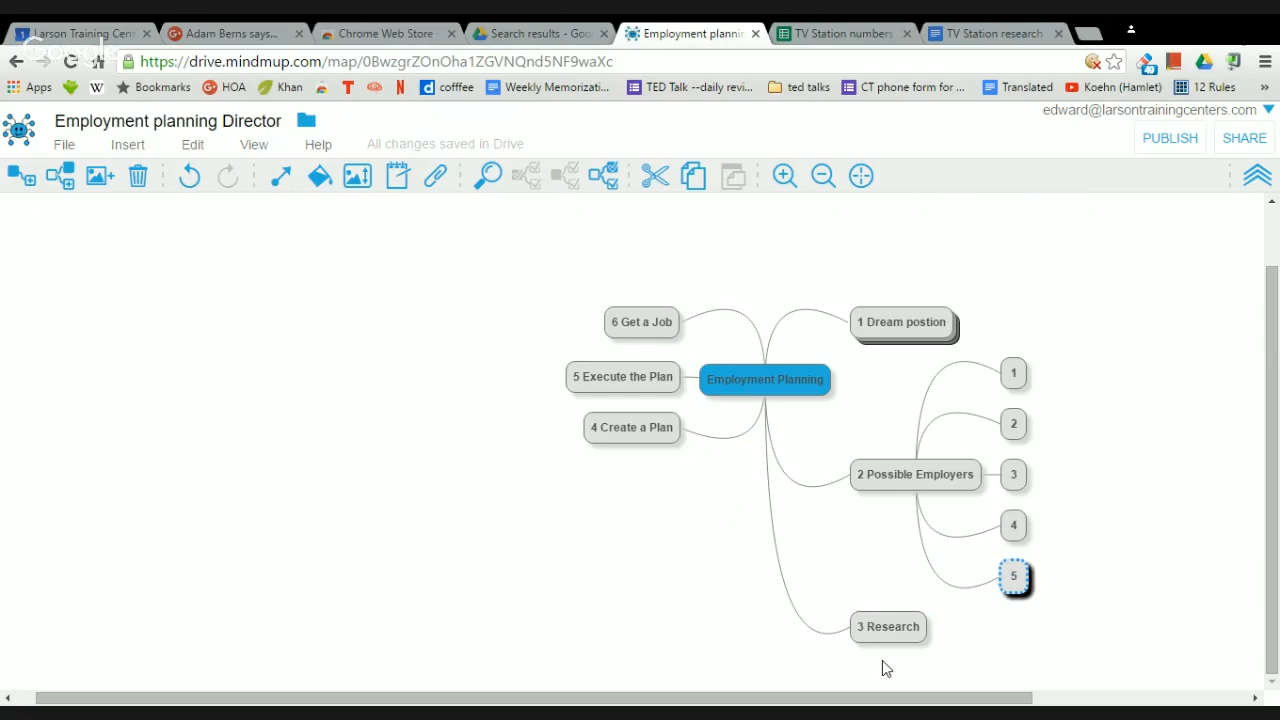 Larson Training Cent
Adam Berns says...
Chrome Web Store -
Search results - Goo
Employment plannin
TV Station numbers
TV Station research
Google
https://drive.mindmup.com/map/0BwzgrZOnOha1ZGVNQnd5NF9waXc
40
Apps
W
Bookmarks
HOA
Khan
T
N
d cofffee
Weekly Memorizati...
TED Talk --daily revi...
ted talks
CT phone form for ...
Translated
Koehn (Hamlet)
12 Rules
»
edward@larsontrainingcenters.com
Employment planning Director
File Insert Edit View Help All changes saved in Drive
PUBLISH
SHARE
6 Get a Job
1 Dream postion
5 Execute the Plan
Employment Planning
1
4 Create a Plan
2
2 Possible Employers
3
4
5
3 Research